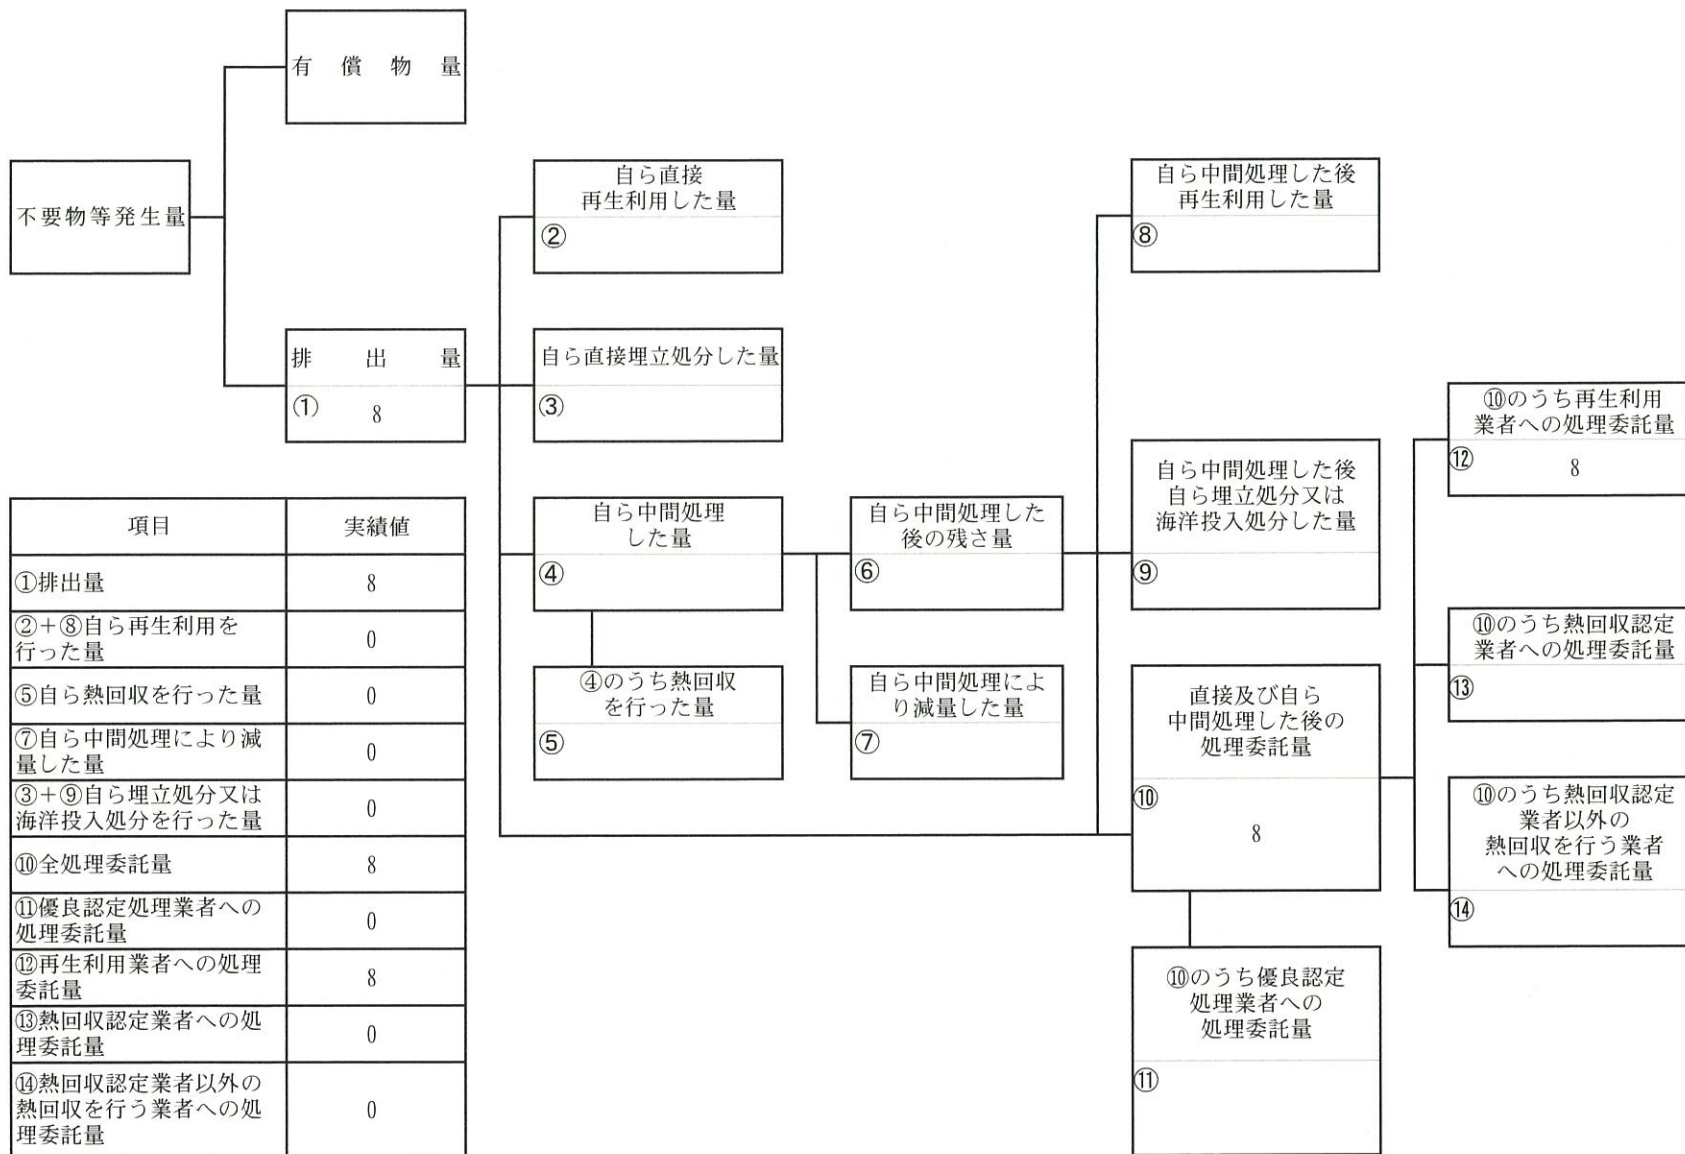 有償物量
不要物等発生量
排出量
① 8
自ら直接
再生利用した量
②
自ら直接埋立処分した量
③
自ら中間処理
した量
④
④のうち熱回収
を行った量
⑤
自ら中間処理した
後の残さ量
⑥
自ら中間処理によ
り減量した量
⑦
自ら中間処理した後
再生利用した量
⑧
自ら中間処理した後
自ら埋立処分又は
海洋投入処分した量
⑨
直接及び自ら
中間処理した後の
処理委託量
⑩
8
⑩のうち優良認定
処理業者への
処理委託量
⑪
⑩のうち再生利用
業者への処理委託量
⑫ 8
⑩のうち熱回収認定
業者への処理委託量
⑬
⑩のうち熱回収認定
業者以外の
熱回収を行う業者
への処理委託量
⑭
項目 実績値
①排出量 8
②+⑧自ら再生利用を
行った量 0
⑤自ら熱回収を行った量 0
⑦自ら中間処理により減
量した量 0
③+⑨自ら埋立処分又は
海洋投入処分を行った量 0
⑩全処理委託量 8
⑪優良認定処理業者への
処理委託量 0
⑫再生利用業者への処理
委託量 8
⑬熱回収認定業者への処
理委託量 0
⑭熱回収認定業者以外の
熱回収を行う業者への処
理委託量 0